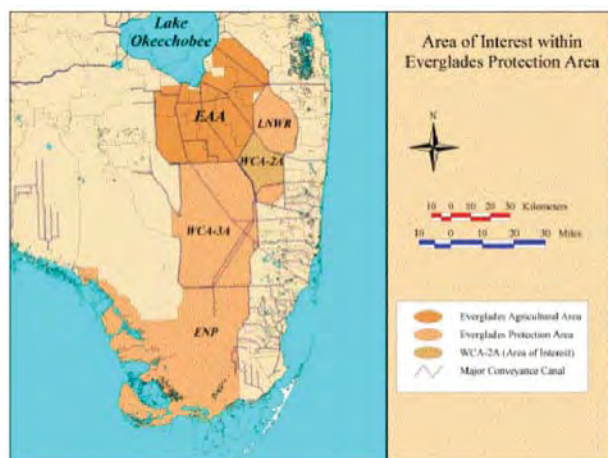 Lake
Okeechobee
EAA
LNWR
WCA-2A
WCA-3A
ENP
Area of Interest within
Everglades Protection Area
N
10 0 10 20 30 Kilometers
10 0 10 20 30 Miles
Everglades Agricultural Area
Everglades Protection Area
WCA-2A (Area of Interest)
Major Conveyance Canal